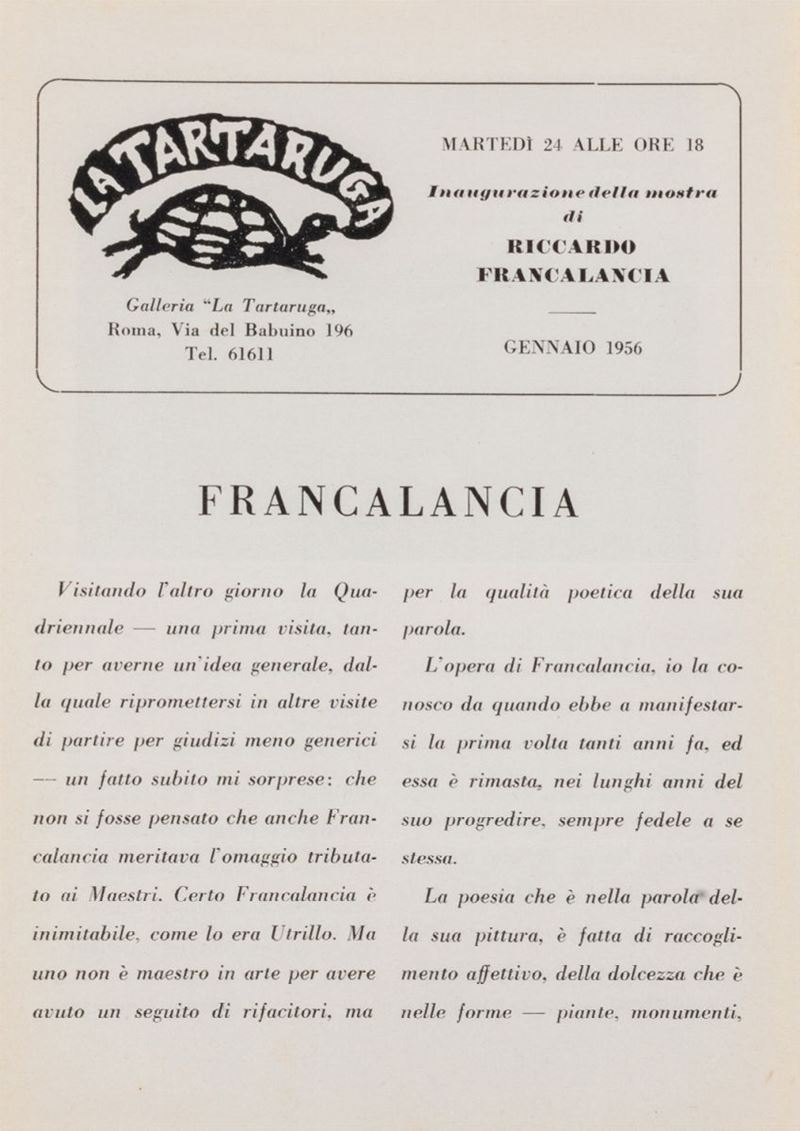 LA TARTARUGA
Galleria “La Tartaruga„
Roma, Via del Babuino 196
Tel. 61611
MARTEDÌ 24 ALLE ORE 18
Inaugurazione della mostra
di
RICCARDO
FRANCALANCIA
GENNAIO 1956
FRANCALANCIA
Visitando l'altro giorno la Qua-
driennale — una prima visita, tan-
to per averne un'idea generale, dal-
la quale ripromettersi in altre visite
di partire per giudizi meno generici
— un fatto subito mi sorprese: che
non si fosse pensato che anche Fran-
calancia meritava l'omaggio tributa-
to ai Maestri. Certo Francalancia è
inimitabile, come lo era Utrillo. Ma
uno non è maestro in arte per avere
avuto un seguito di rifacitori, ma
per la qualità poetica della sua
parola.
L'opera di Francalancia, io la co-
nosco da quando ebbe a manifestar-
si la prima volta tanti anni fa, ed
essa è rimasta, nei lunghi anni del
suo progredire, sempre fedele a se
stessa.
La poesia che è nella parola del-
la sua pittura, è fatta di raccogli-
mento affettivo, della dolcezza che è
nelle forme — piante, monumenti,